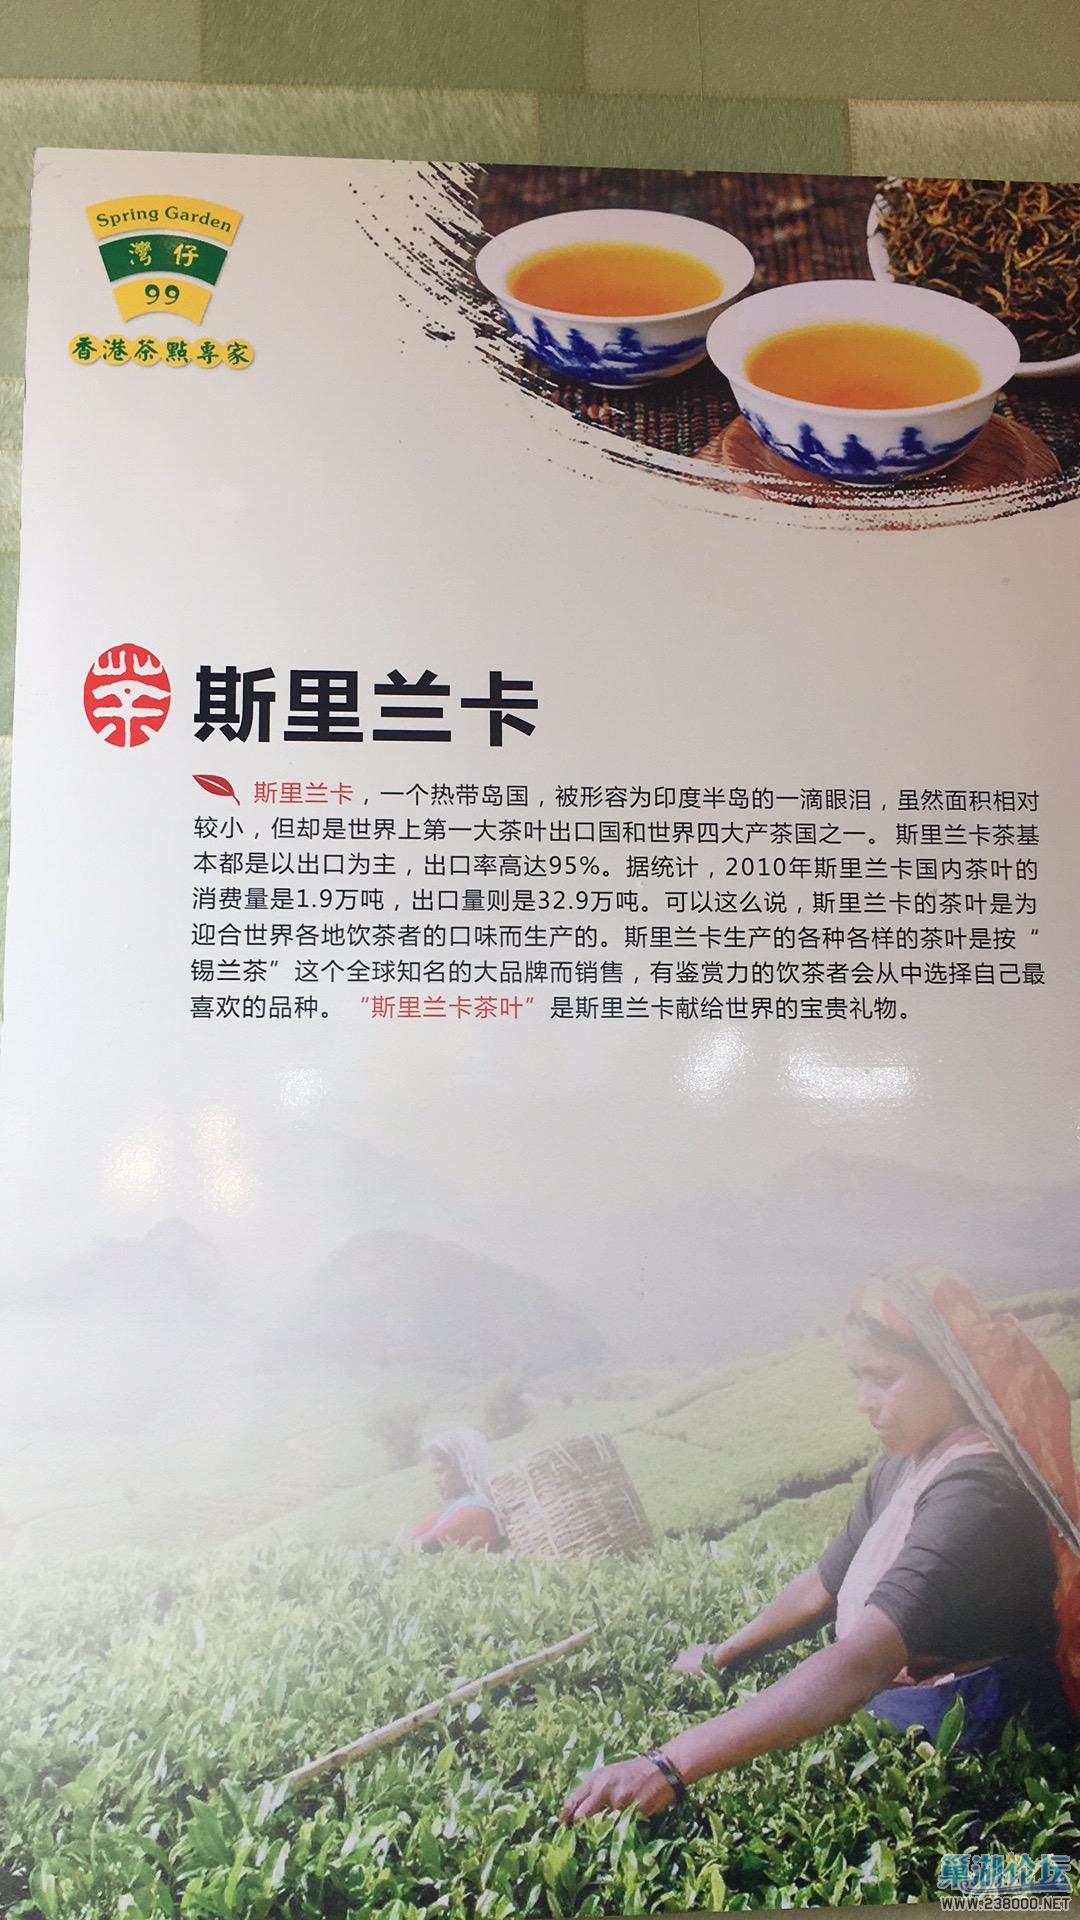 Spring Garden
灣仔
99
香港茶點專家
茶
斯里兰卡
斯里兰卡，一个热带岛国，被形容为印度半岛的一滴眼泪，虽然面积相对
较小，但却是世界上第一大茶叶出口国和世界四大产茶国之一。斯里兰卡茶基
本都是以出口为主，出口率高达95%。据统计，2010年斯里兰卡国内茶叶的
消费量是1.9万吨，出口量则是32.9万吨。可以这么说，斯里兰卡的茶叶是为
迎合世界各地饮茶者的口味而生产的。斯里兰卡生产的各种各样的茶叶是按“
锡兰茶”这个全球知名的大品牌而销售，有鉴赏力的饮茶者会从中选择自己最
喜欢的品种。“斯里兰卡茶叶”是斯里兰卡献给世界的宝贵礼物。
巢湖论坛
WWW.238000.NET